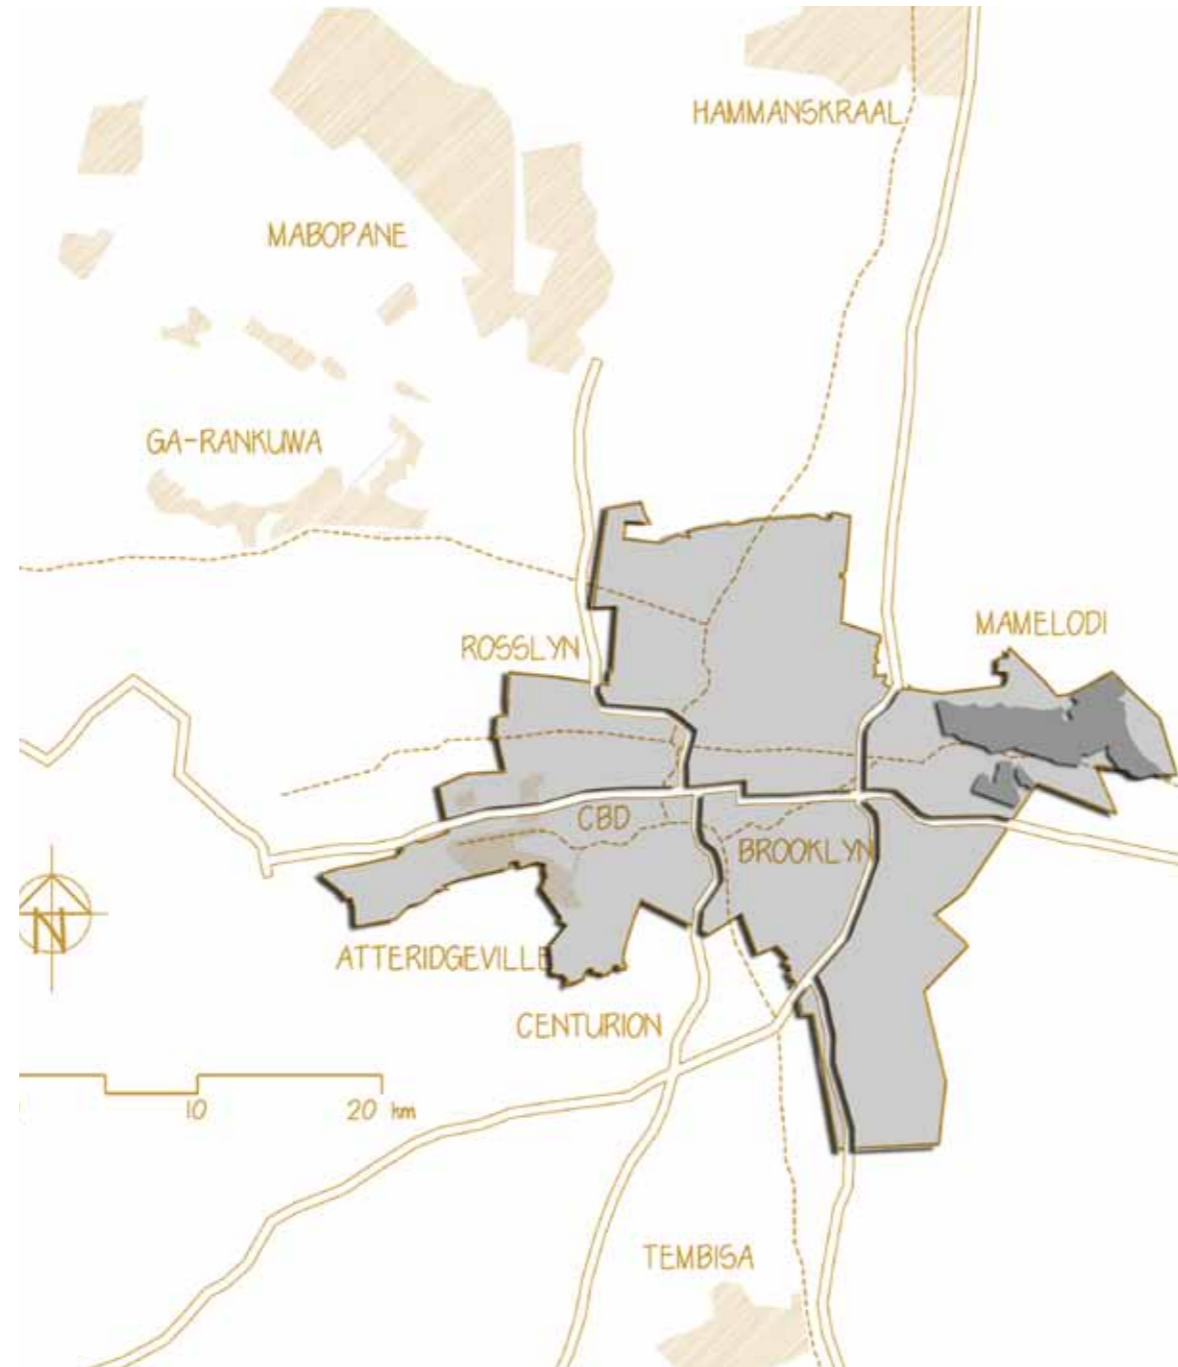 HAMMANSKRAAL
MABOPANE
GA-RANKUWA
MAMELODI
ROSSLYN
CBD
BROOKLYN
N
ATTERIDGEVILLE
CENTURION
10
20 km
TEMBISA